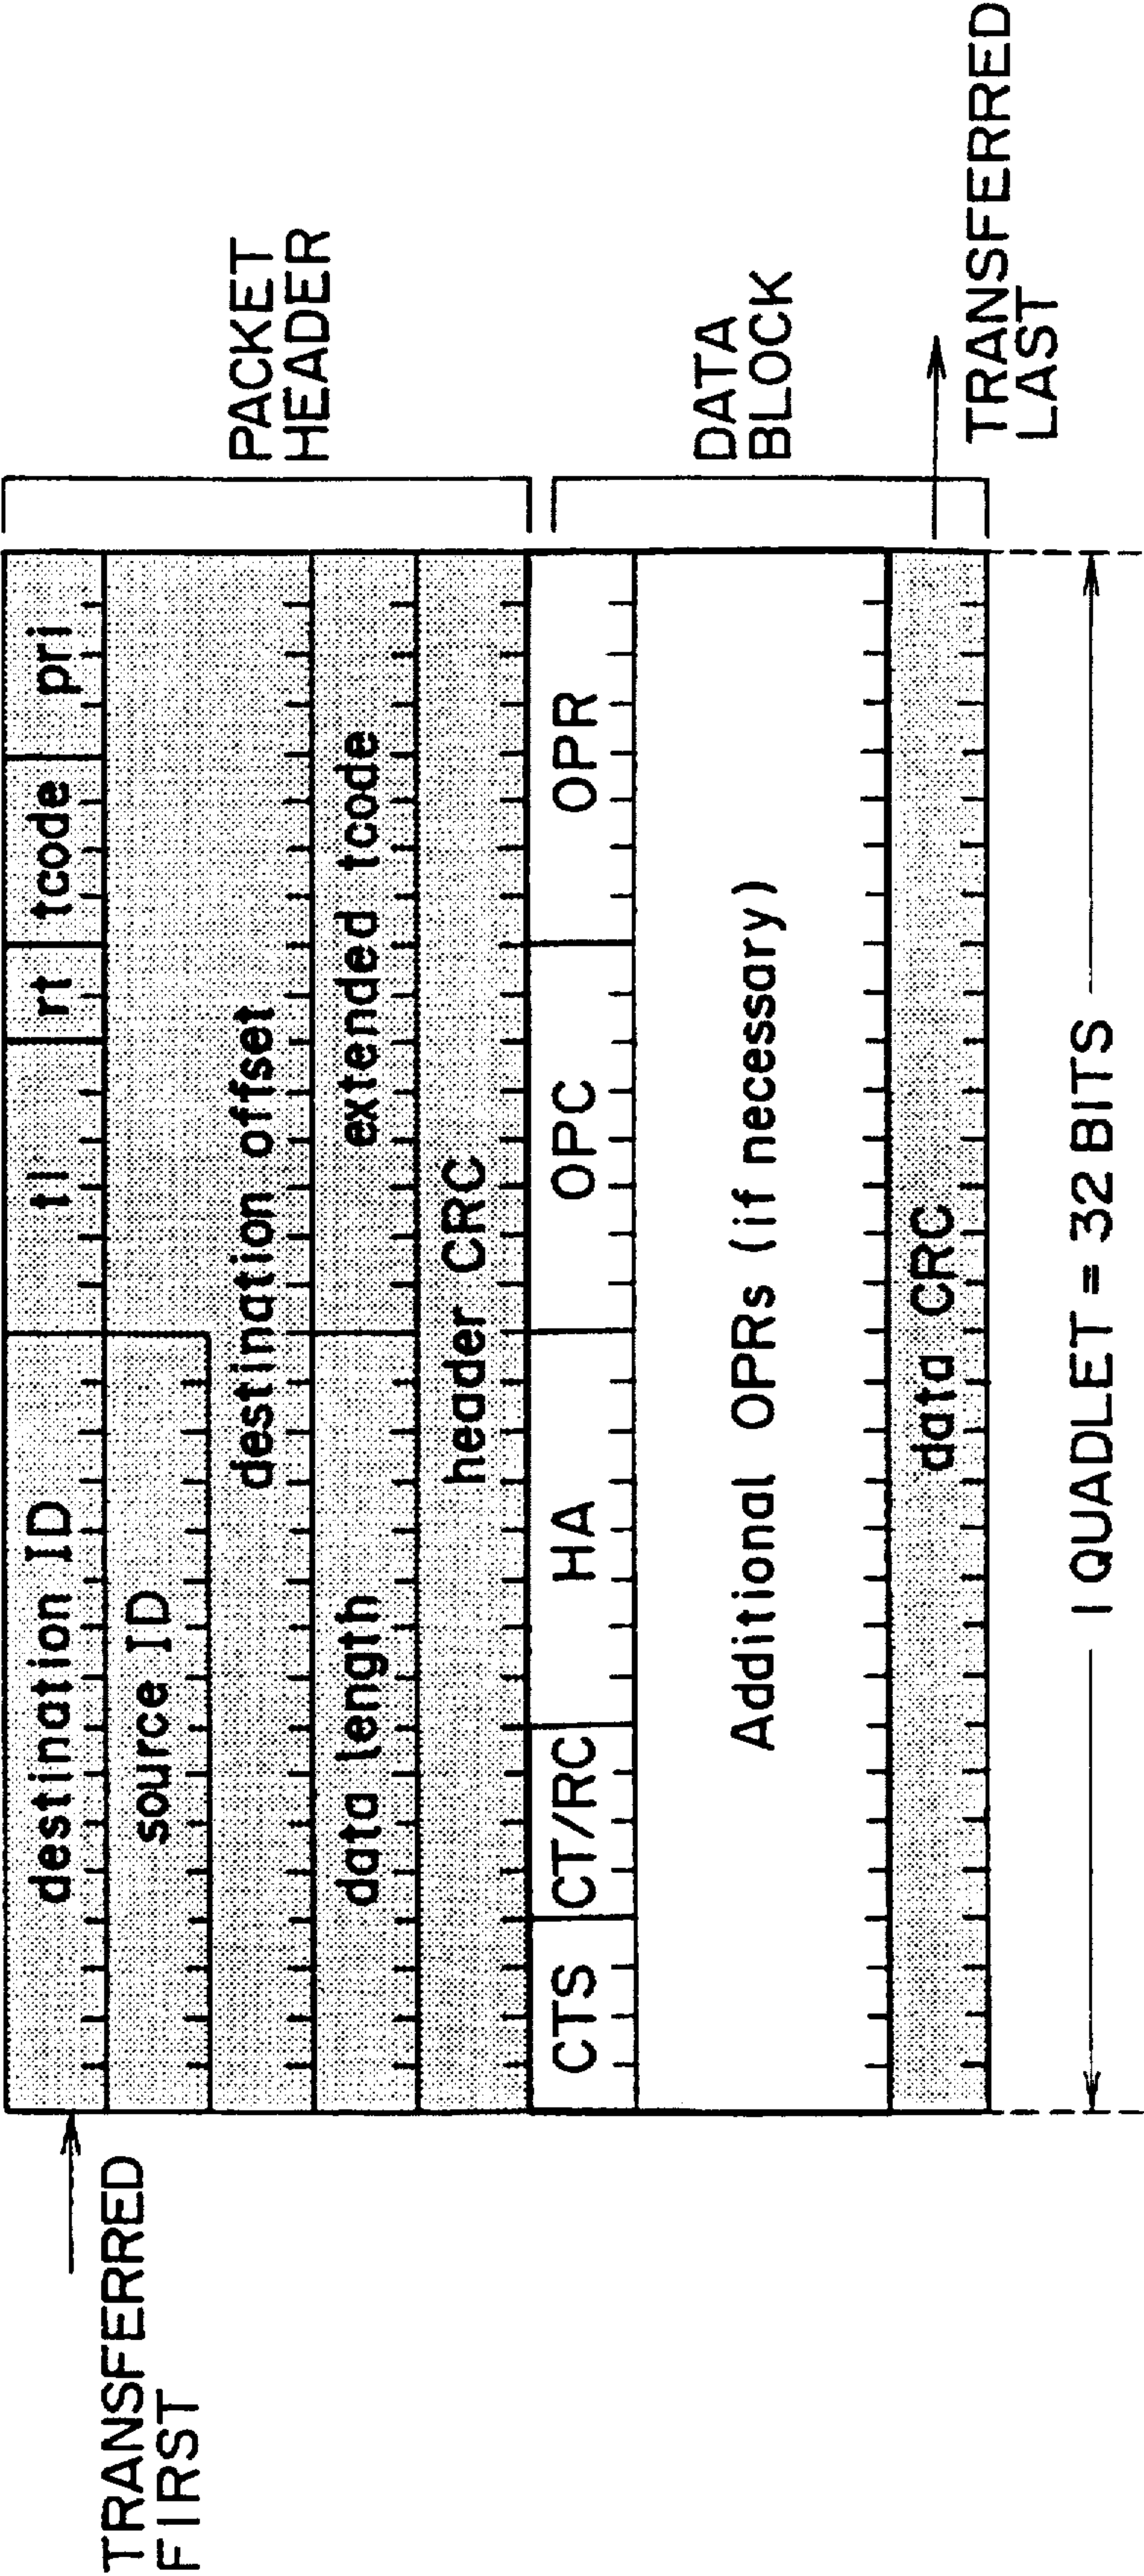 TRANSFERRED
FIRST
destination ID
tl
rt
tcode
pri
source ID
destination offset
data length
extended tcode
header CRC
PACKET
HEADER
CTS
CT/RC
HA
OPC
OPR
Additional OPRs (if necessary)
data CRC
DATA
BLOCK
TRANSFERRED
LAST
1 QUADLET = 32 BITS